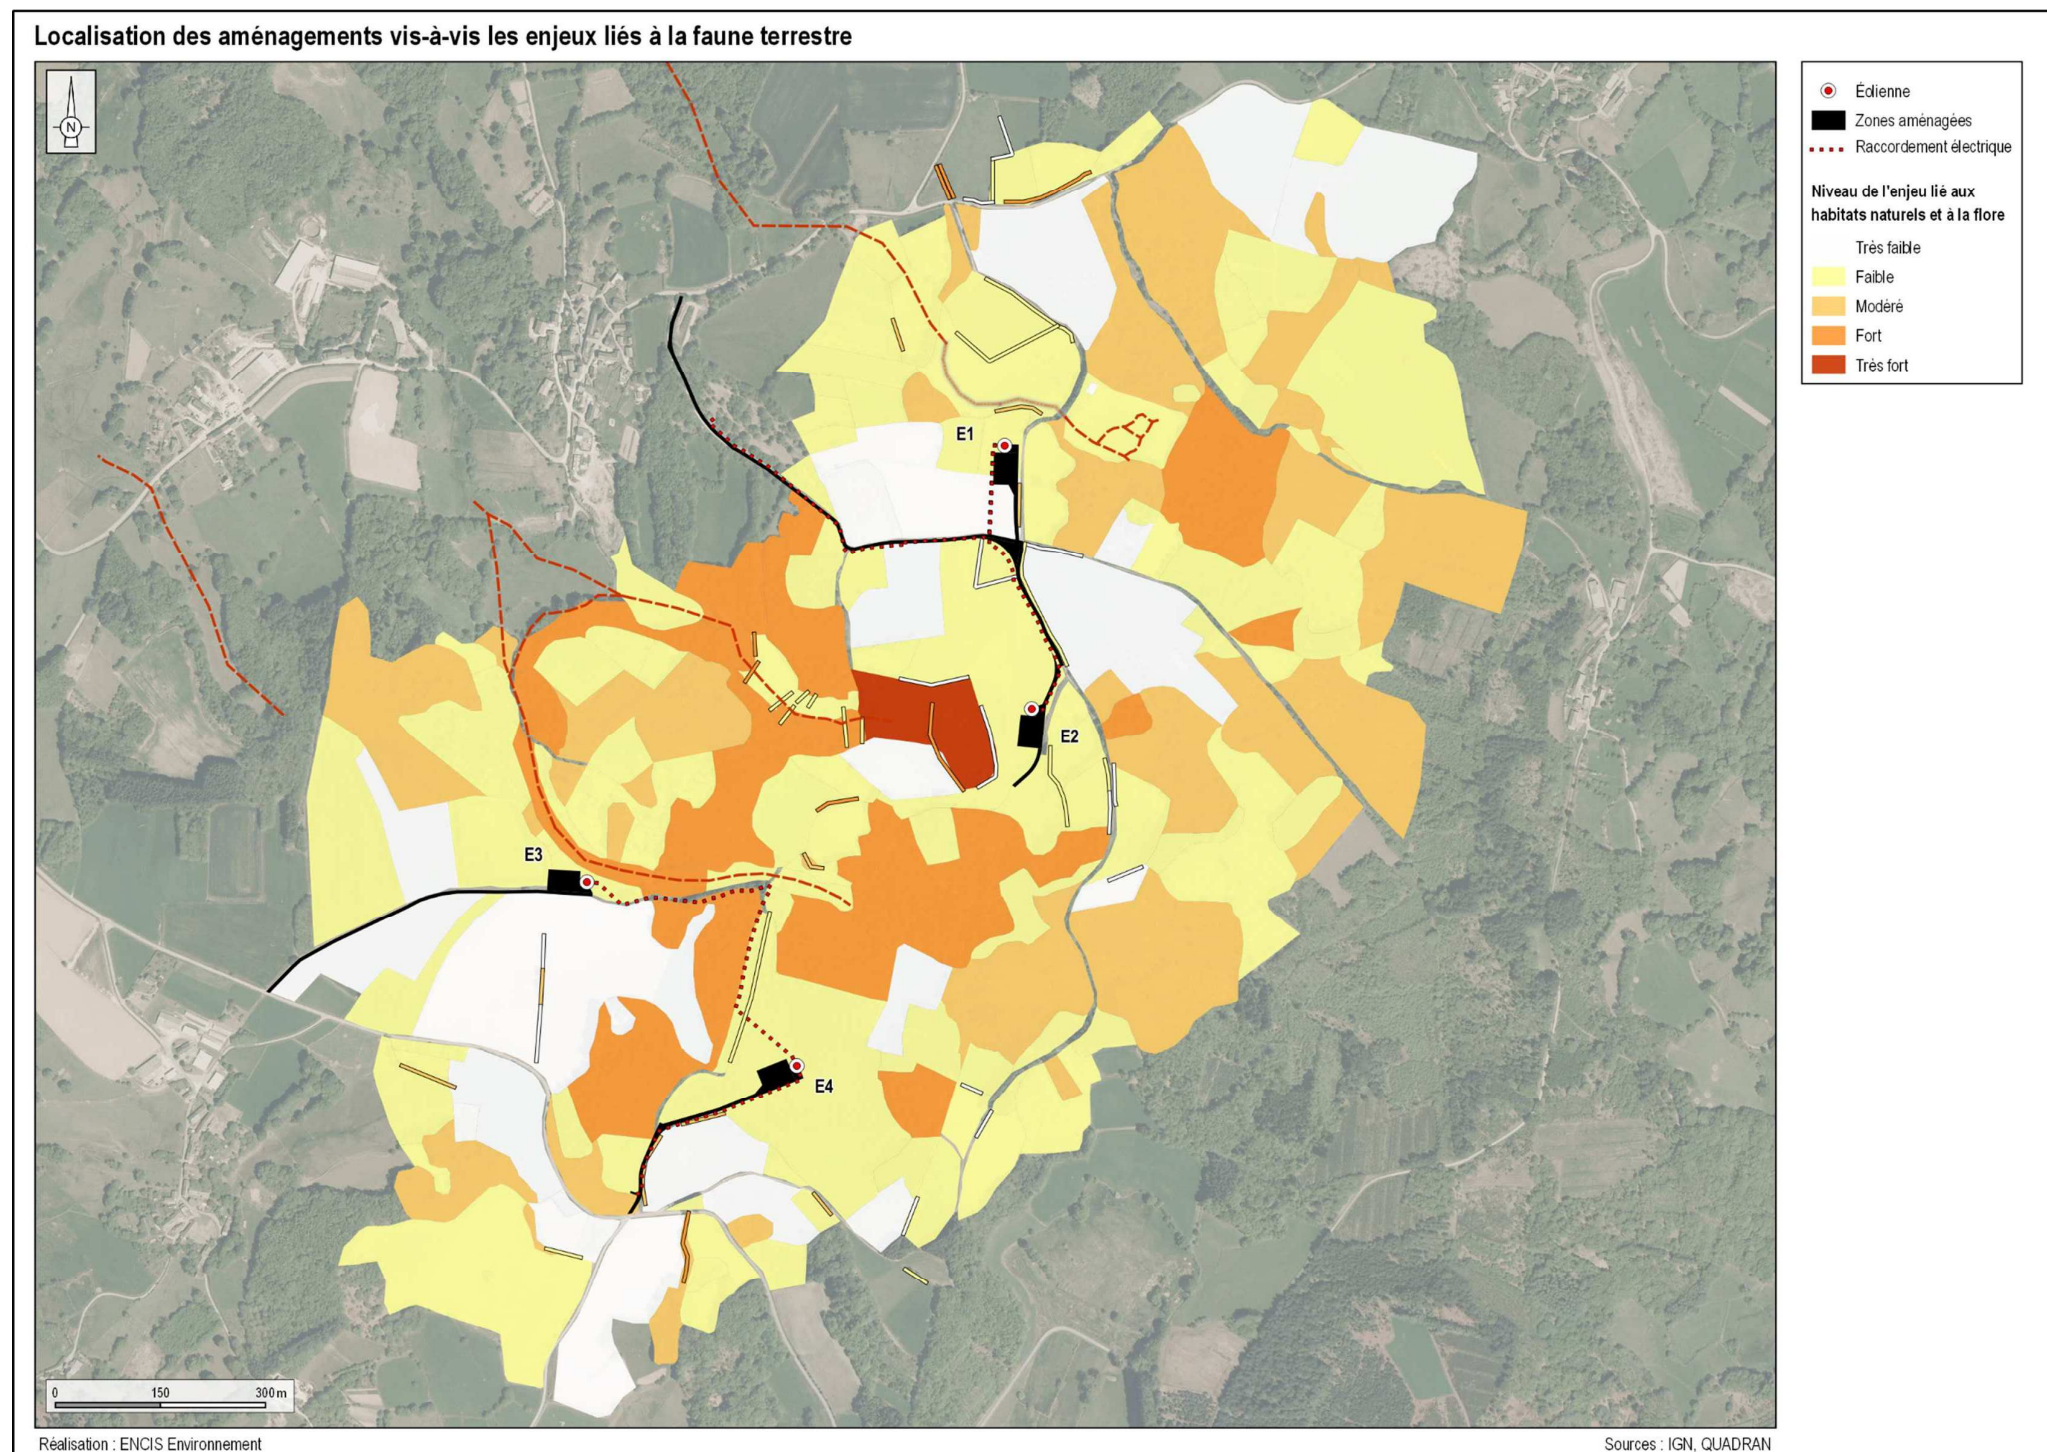 Localisation des aménagements vis-à-vis les enjeux liés à la faune terrestre
N
Éolienne
Zones aménagées
Raccordement électrique
Niveau de l'enjeu lié aux
habitats naturels et à la flore
Très faible
Faible
Modéré
Fort
Très fort
E1
E2
E3
E4
0 150 300 m
Réalisation : ENCIS Environnement
Sources : IGN, QUADRAN